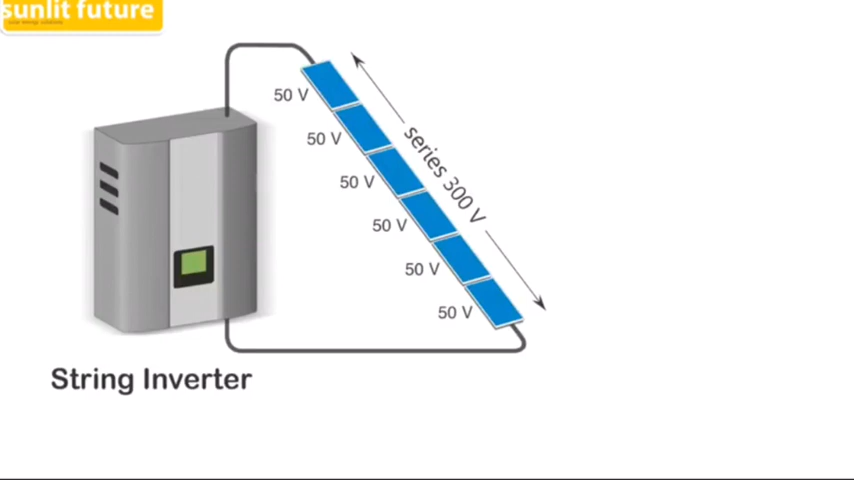 sunlit future
50 V
50 V
50 V
50 V
50 V
50 V
series 300 V
String Inverter